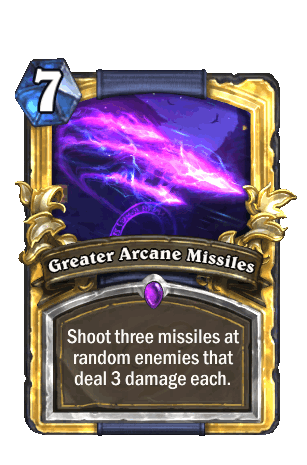 7
Greater Arcane Missiles
Shoot three missiles at
random enemies that
deal 3 damage each.